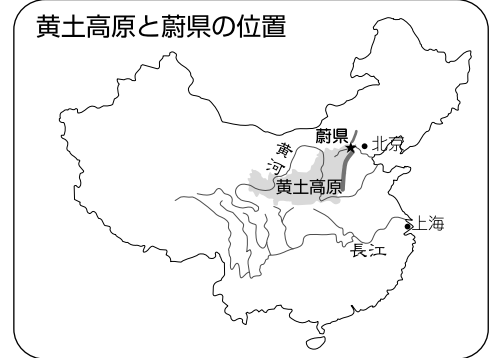 黄土高原と蔚県の位置
蔚県
北京
黄河
黄土高原
上海
長江